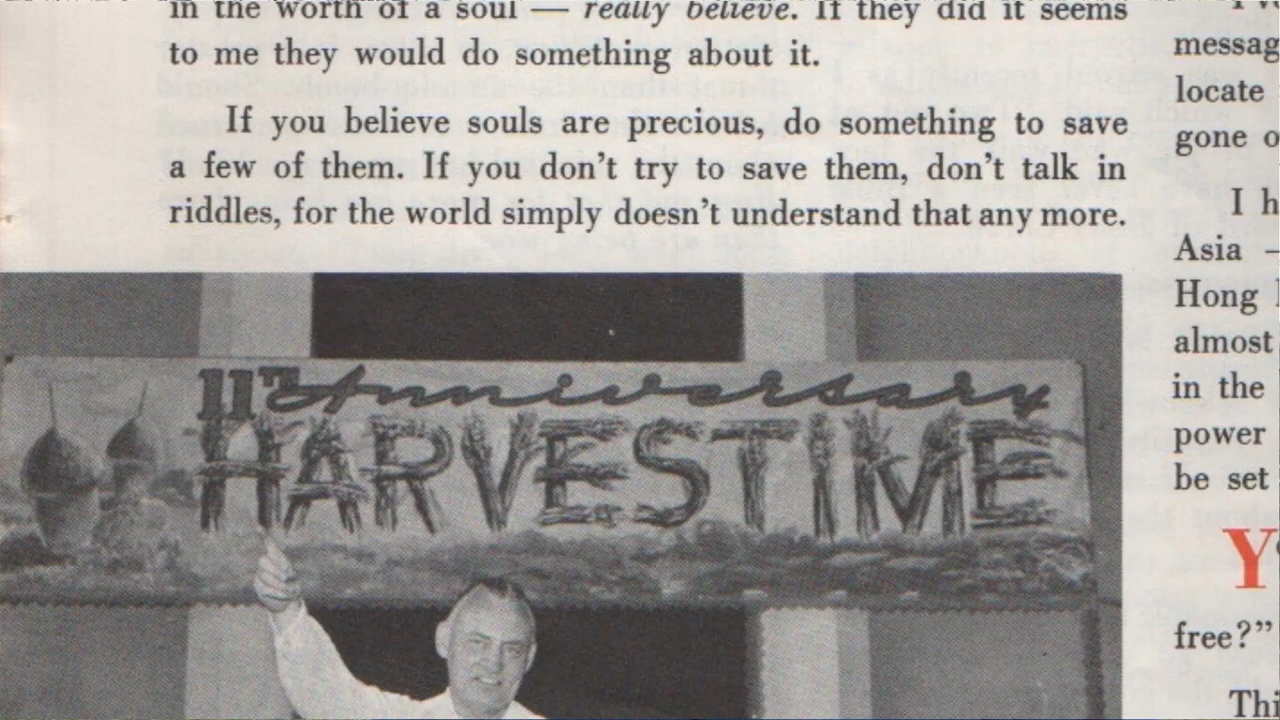 in the worth of a soul — really believe. If they did it seems
to me they would do something about it.
If you believe souls are precious, do something to save
a few of them. If you don't try to save them, don't talk in
riddles, for the world simply doesn't understand that any more.
11TH Anniversary
HARVESTIME
messag
locate
gone o
I h
Asia –
Hong
almost
in the
power
be set
Y
free?”
Thi